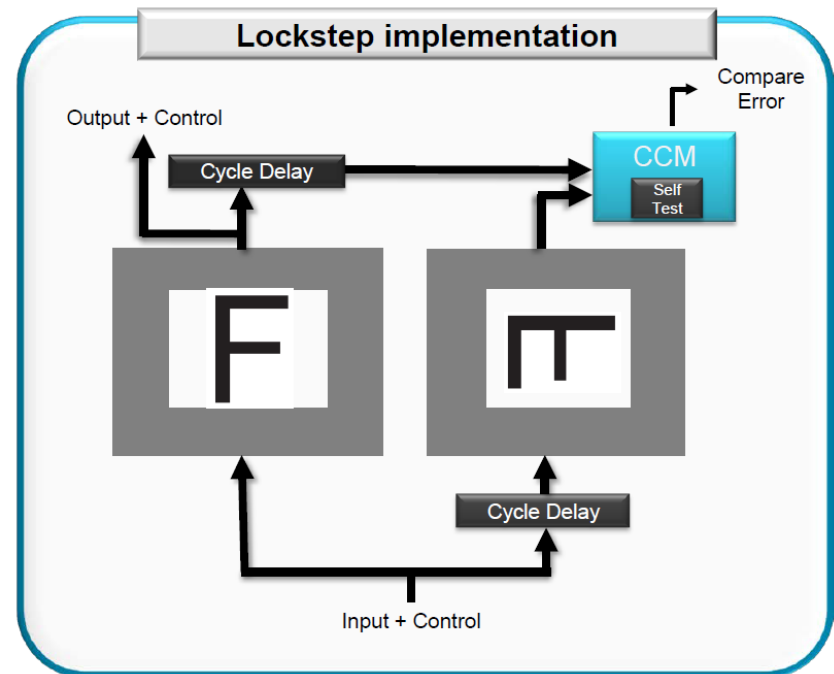 Lockstep implementation
Compare
Error
Output + Control
Cycle Delay
CCM
Self
Test
F
F
Cycle Delay
Input + Control